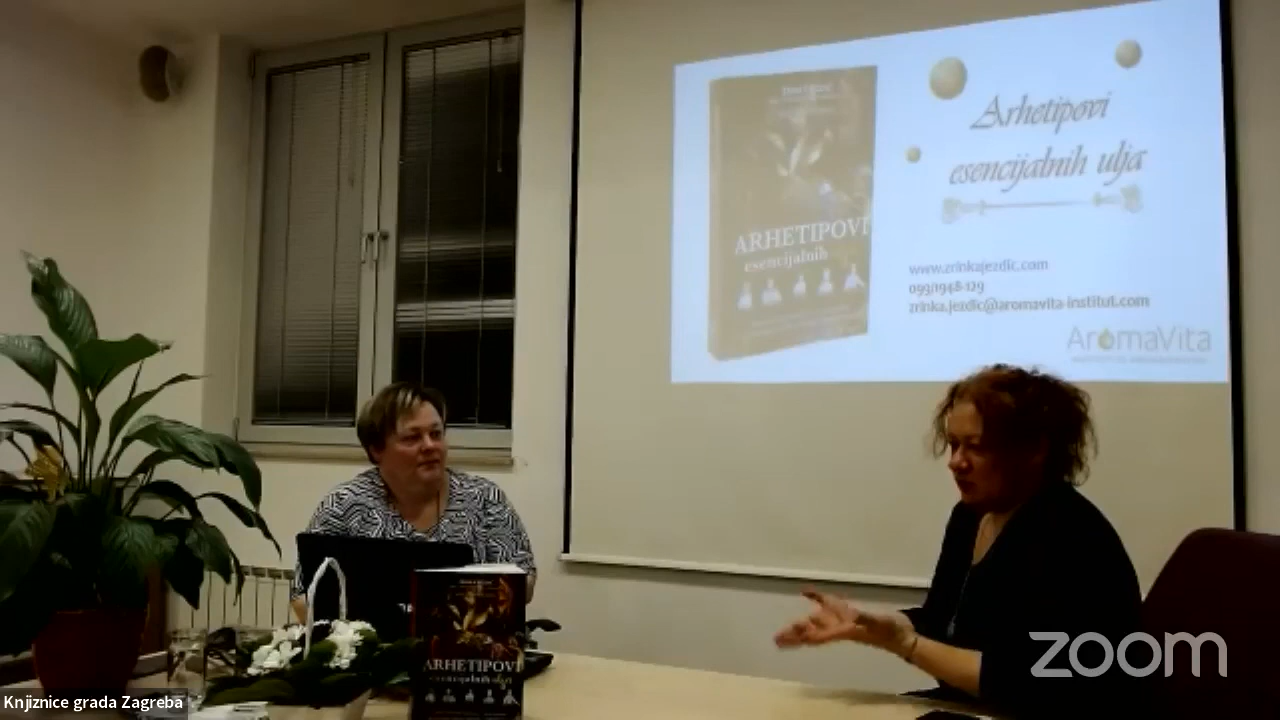 ARHETIPOVI
esencijalnih
Arhetipovi
esencijalnih ulja
www.zrinkajezdic.com
099/1948-129
zrinka.jezdic@aromavita-institut.com
AromaVita
ARHETIPOVI
esencijalnih ulja
zoom
Knjiznice grada Zagreba